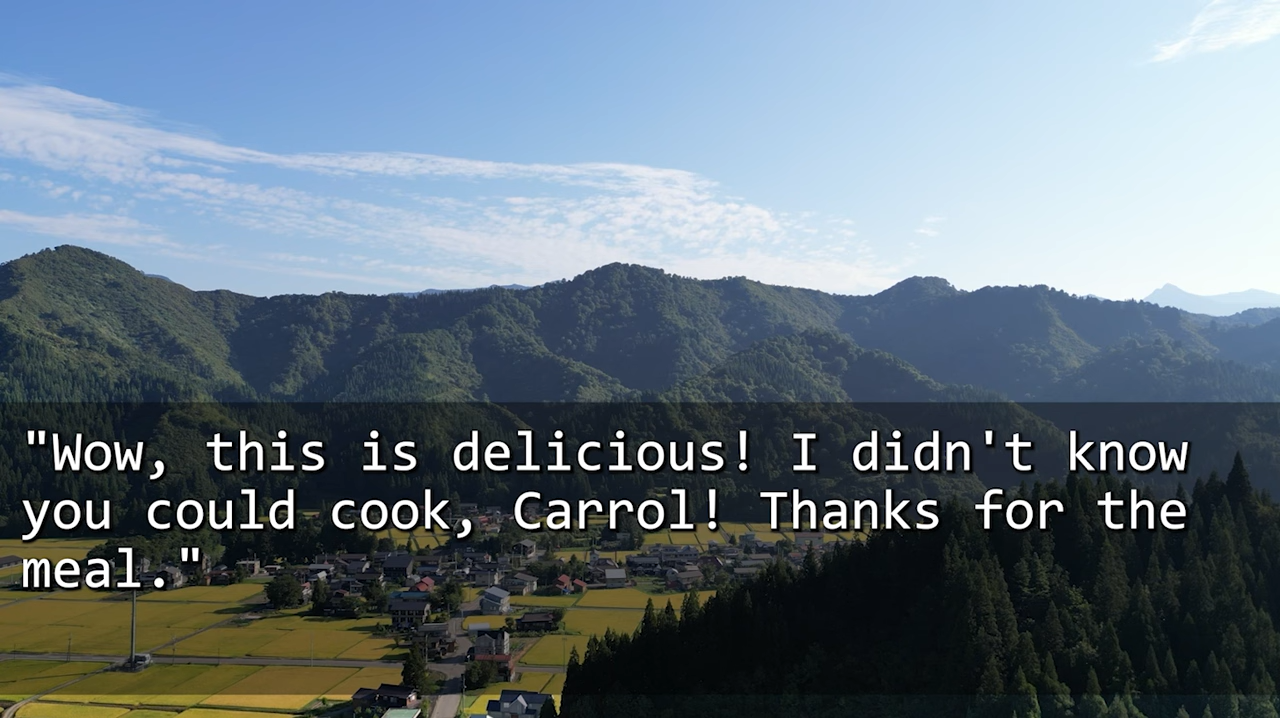 "Wow, this is delicious! I didn't know
you could cook, Carrol! Thanks for the
meal."